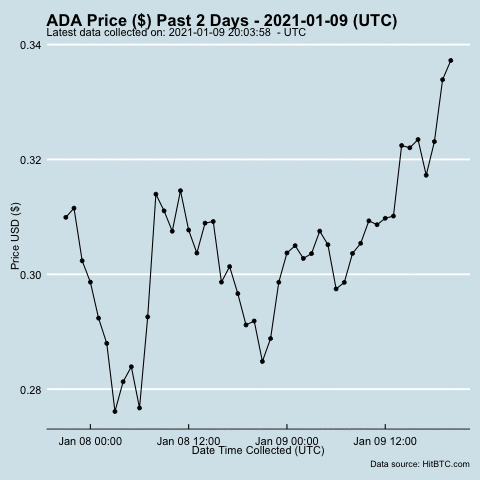 ADA Price ($) Past 2 Days - 2021-01-09 (UTC)
Latest data collected on: 2021-01-09 20:03:58  - UTC
0.34
0.32
0.30
0.28
Price USD ($)
Jan 08 00:00 Jan 08 12:00 Jan 09 00:00 Jan 09 12:00
Date Time Collected (UTC)
Data source: HitBTC.com